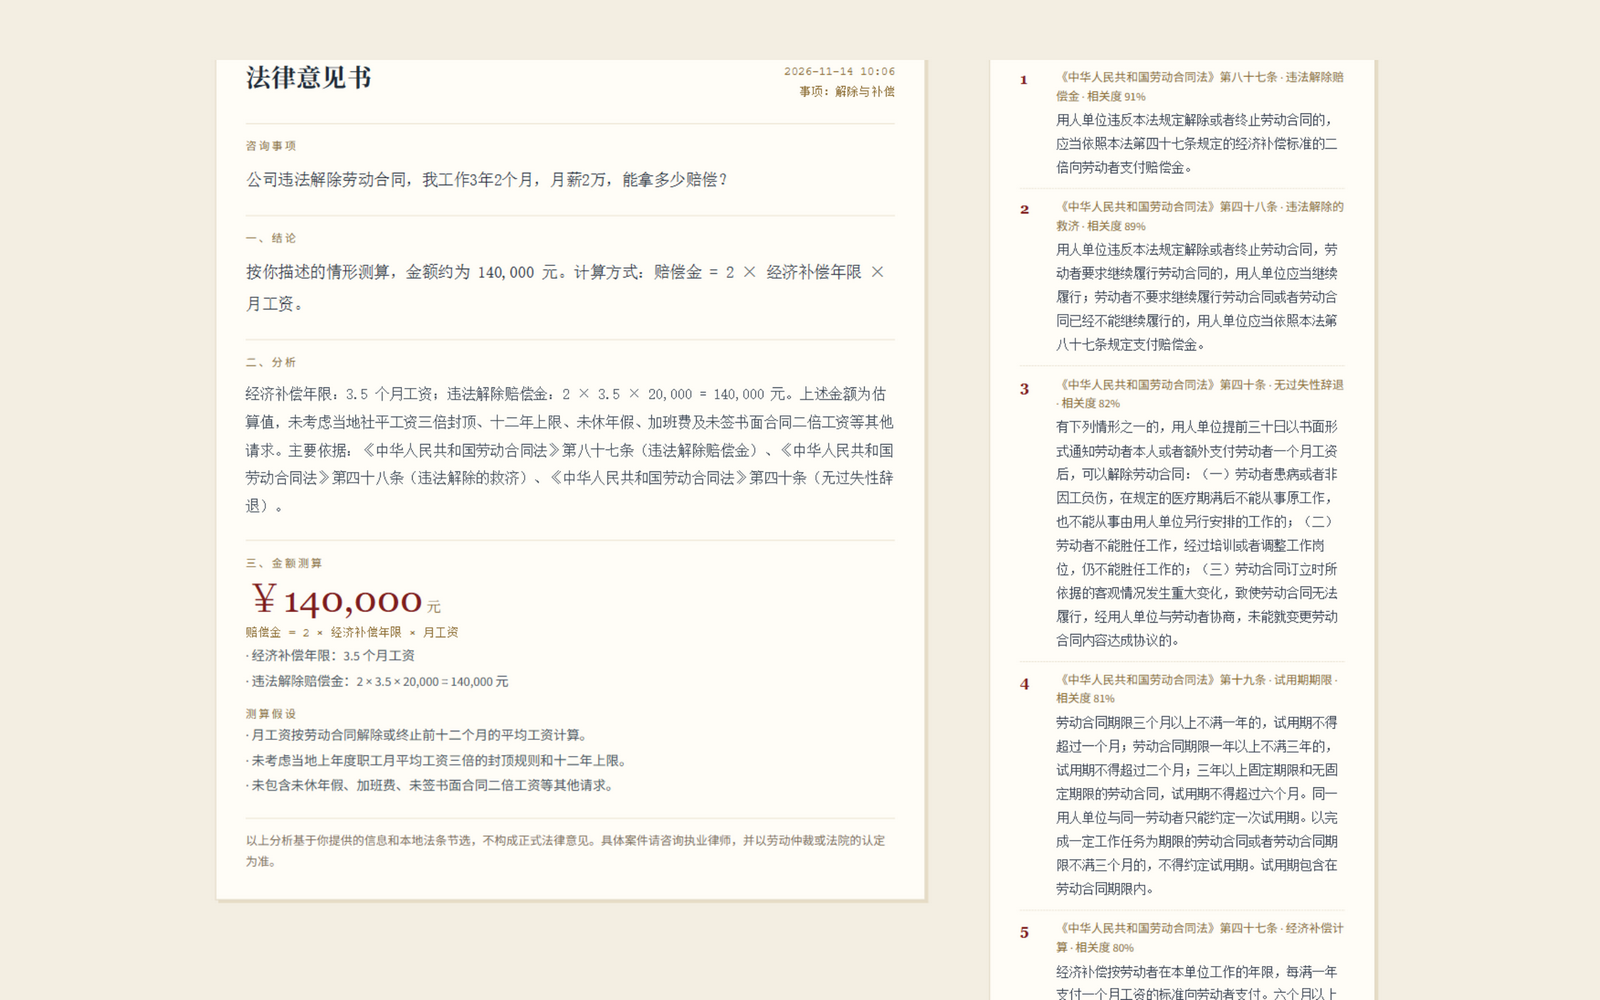 法律意见书
2026-11-14 10:06
事项：解除与补偿
咨询事项
公司违法解除劳动合同，我工作3年2个月，月薪2万，能拿多少赔偿？
一、结论
按你描述的情形测算，金额约为 140,000 元。计算方式：赔偿金 = 2 × 经济补偿年限 ×
月工资。
二、分析
经济补偿年限：3.5 个月工资；违法解除赔偿金：2 × 3.5 × 20,000 = 140,000 元。上述金额为估
算值，未考虑当地社平工资三倍封顶、十二年上限、未休年假、加班费及未签书面合同二倍工资等其他
请求。主要依据：《中华人民共和国劳动合同法》第八十七条（违法解除赔偿金）、《中华人民共和国
劳动合同法》第四十八条（违法解除的救济）、《中华人民共和国劳动合同法》第四十条（无过失性辞
退）。
三、金额测算
¥140,000 元
赔偿金 = 2 × 经济补偿年限 × 月工资
· 经济补偿年限：3.5 个月工资
· 违法解除赔偿金：2 × 3.5 × 20,000 = 140,000 元
测算假设
· 月工资按劳动合同解除或终止前十二个月的平均工资计算。
· 未考虑当地上年度职工月平均工资三倍的封顶规则和十二年上限。
· 未包含未休年假、加班费、未签书面合同二倍工资等其他请求。
以上分析基于你提供的信息和本地法条节选，不构成正式法律意见。具体案件请咨询执业律师，并以劳动仲裁或法院的认定
为准。
1 《中华人民共和国劳动合同法》第八十七条 · 违法解除赔
偿金 · 相关度 91%
用人单位违反本法规定解除或者终止劳动合同的，
应当依照本法第四十七条规定的经济补偿标准的二
倍向劳动者支付赔偿金。
2 《中华人民共和国劳动合同法》第四十八条 · 违法解除的
救济 · 相关度 89%
用人单位违反本法规定解除或者终止劳动合同，劳
动者要求继续履行劳动合同的，用人单位应当继续
履行；劳动者不要求继续履行劳动合同或者劳动合
同已经不能继续履行的，用人单位应当依照本法第
八十七条规定支付赔偿金。
3 《中华人民共和国劳动合同法》第四十条 · 无过失性辞退
· 相关度 82%
有下列情形之一的，用人单位提前三十日以书面形
式通知劳动者本人或者额外支付劳动者一个月工资
后，可以解除劳动合同：（一）劳动者患病或者非
因工负伤，在规定的医疗期满后不能从事原工作，
也不能从事由用人单位另行安排的工作的；（二）
劳动者不能胜任工作，经过培训或者调整工作岗
位，仍不能胜任工作的；（三）劳动合同订立时所
依据的客观情况发生重大变化，致使劳动合同无法
履行，经用人单位与劳动者协商，未能就变更劳动
合同内容达成协议的。
4 《中华人民共和国劳动合同法》第十九条 · 试用期期限 ·
相关度 81%
劳动合同期限三个月以上不满一年的，试用期不得
超过一个月；劳动合同期限一年以上不满三年的，
试用期不得超过二个月；三年以上固定期限和无固
定期限的劳动合同，试用期不得超过六个月。同一
用人单位与同一劳动者只能约定一次试用期。以完
成一定工作任务为期限的劳动合同或者劳动合同期
限不满三个月的，不得约定试用期。试用期包含在
劳动合同期限内。
5 《中华人民共和国劳动合同法》第四十七条 · 经济补偿计
算 · 相关度 80%
经济补偿按劳动者在本单位工作的年限，每满一年
支付一个月工资的标准向劳动者支付。六个月以上